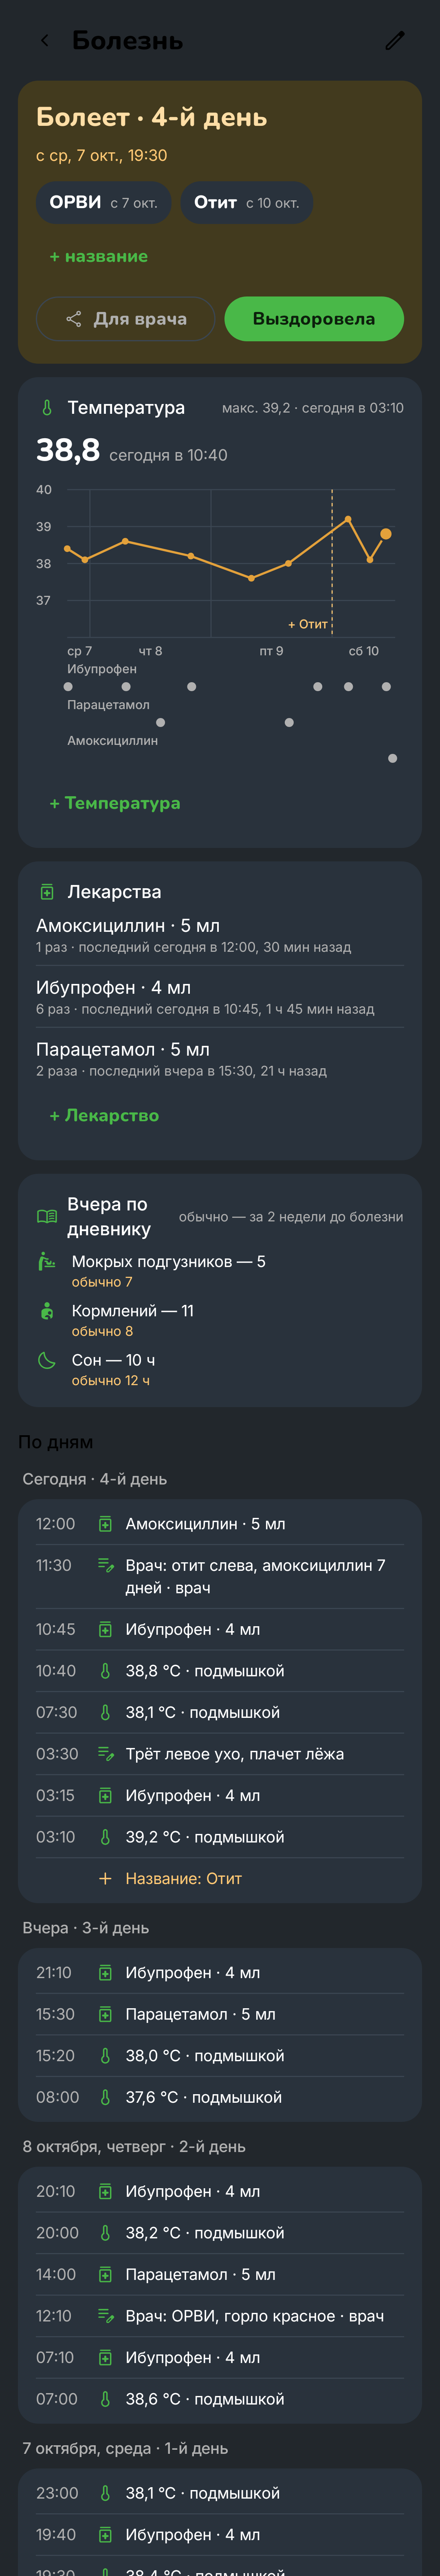 Болезнь
Болеет · 4-й день
с ср, 7 окт., 19:30
ОРВИ с 7 окт. Отит с 10 окт.
+ название
Для врача Выздоровела
Температура макс. 39,2 · сегодня в 03:10
38,8 сегодня в 10:40
40
39
38
37
+ Отит
ср 7 чт 8 пт 9 сб 10
Ибупрофен
Парацетамол
Амоксициллин
+ Температура
Лекарства
Амоксициллин · 5 мл
1 раз · последний сегодня в 12:00, 30 мин назад
Ибупрофен · 4 мл
6 раз · последний сегодня в 10:45, 1 ч 45 мин назад
Парацетамол · 5 мл
2 раза · последний вчера в 15:30, 21 ч назад
+ Лекарство
Вчера по
дневнику обычно — за 2 недели до болезни
Мокрых подгузников — 5
обычно 7
Кормлений — 11
обычно 8
Сон — 10 ч
обычно 12 ч
По дням
Сегодня · 4-й день
12:00 Амоксициллин · 5 мл
11:30 Врач: отит слева, амоксициллин 7
дней · врач
10:45 Ибупрофен · 4 мл
10:40 38,8 °C · подмышкой
07:30 38,1 °C · подмышкой
03:30 Трёт левое ухо, плачет лёжа
03:15 Ибупрофен · 4 мл
03:10 39,2 °C · подмышкой
+ Название: Отит
Вчера · 3-й день
21:10 Ибупрофен · 4 мл
15:30 Парацетамол · 5 мл
15:20 38,0 °C · подмышкой
08:00 37,6 °C · подмышкой
8 октября, четверг · 2-й день
20:10 Ибупрофен · 4 мл
20:00 38,2 °C · подмышкой
14:00 Парацетамол · 5 мл
12:10 Врач: ОРВИ, горло красное · врач
07:10 Ибупрофен · 4 мл
07:00 38,6 °C · подмышкой
7 октября, среда · 1-й день
23:00 38,1 °C · подмышкой
19:40 Ибупрофен · 4 мл
19:30 38,4 °C · подмышкой